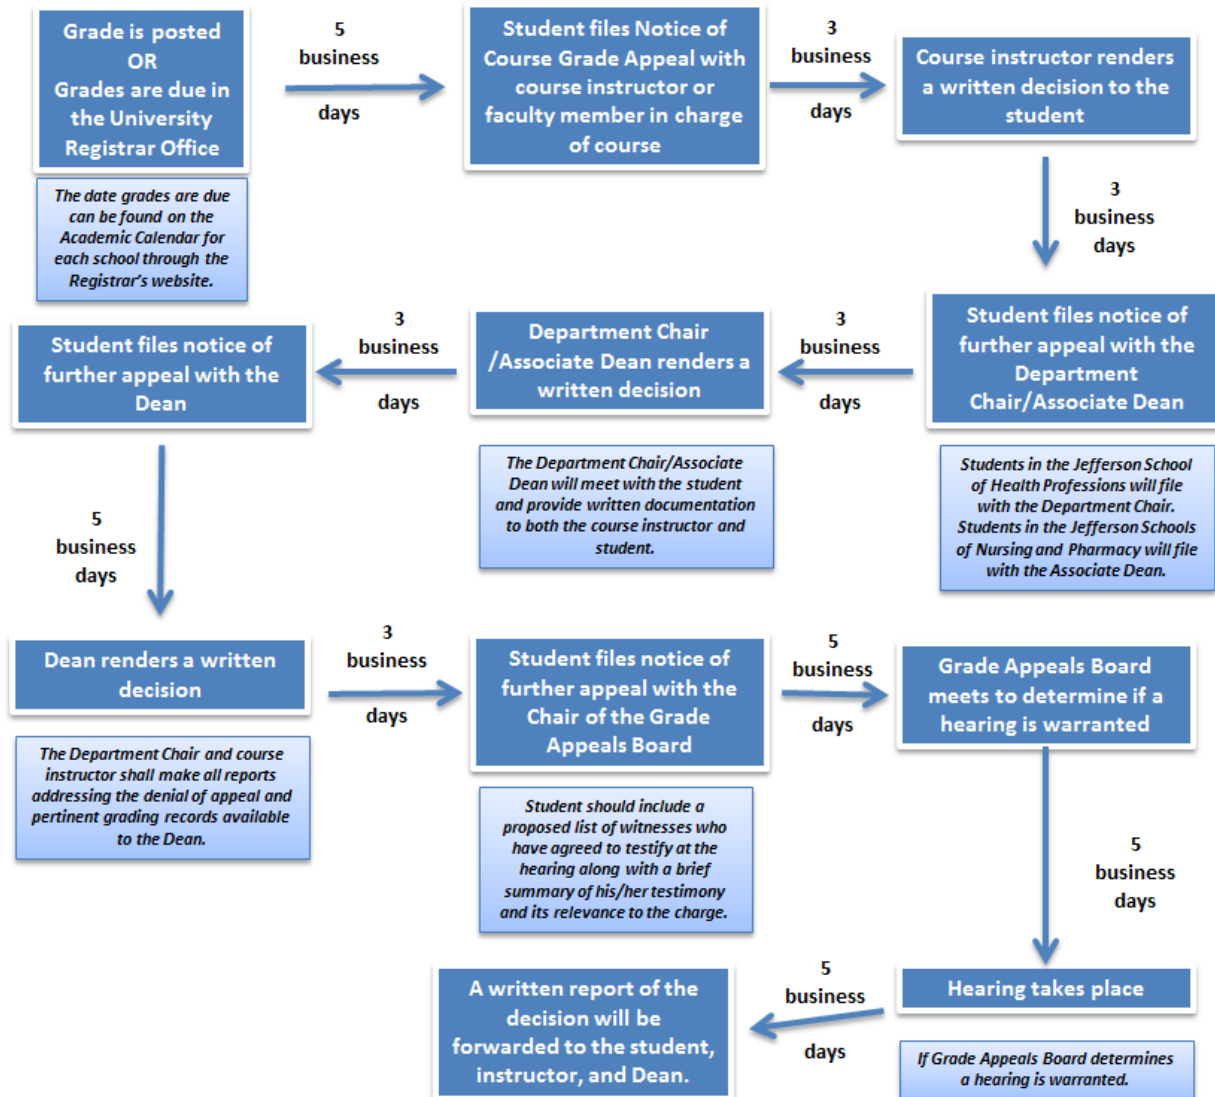 Grade is posted
OR
Grades are due in
the University
Registrar Office
The date grades are due
can be found on the
Academic Calendar for
each school through the
Registrar's website.
5
business
days
Student files Notice of
Course Grade Appeal with
course instructor or
faculty member in charge
of course
3
business
days
Course instructor renders
a written decision to the
student
3
business
days
Student files notice of
further appeal with the
Department
Chair/Associate Dean
Students in the Jefferson School
of Health Professions will file
with the Department Chair.
Students in the Jefferson Schools
of Nursing and Pharmacy will file
with the Associate Dean.
3
business
days
Department Chair
/Associate Dean renders a
written decision
The Department Chair/Associate
Dean will meet with the student
and provide written documentation
to both the course instructor and
student.
3
business
days
Student files notice of
further appeal with the
Dean
5
business
days
Dean renders a written
decision
The Department Chair and course
instructor shall make all reports
addressing the denial of appeal and
pertinent grading records available
to the Dean.
3
business
days
Student files notice of
further appeal with the
Chair of the Grade
Appeals Board
Student should include a
proposed list of witnesses who
have agreed to testify at the
hearing along with a brief
summary of his/her testimony
and its relevance to the charge.
5
business
days
Grade Appeals Board
meets to determine if a
hearing is warranted
5
business
days
Hearing takes place
If Grade Appeals Board determines
a hearing is warranted.
5
business
days
A written report of the
decision will be
forwarded to the student,
instructor, and Dean.